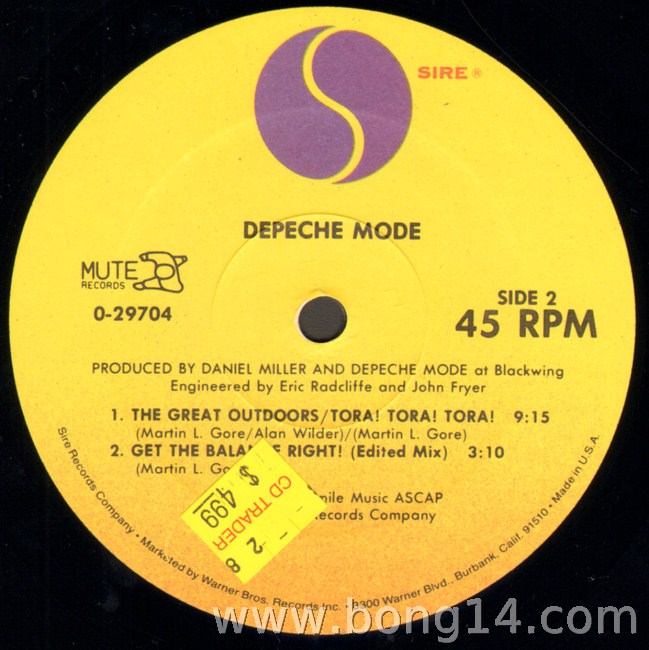 SIRE®
DEPECHE MODE
MUTE
RECORDS
0-29704
SIDE 2
45 RPM
PRODUCED BY DANIEL MILLER AND DEPECHE MODE at Blackwing
Engineered by Eric Radcliffe and John Fryer
1. THE GREAT OUTDOORS/TORA! TORA! TORA! 9:15
(Martin L. Gore/Alan Wilder)/(Martin L. Gore)
2. GET THE RIGHT! (Edited Mix) 3:10
(Martin L.
Music ASCAP
Records Company
CD TRADER
$ 4.99
- - 2 8
Sire Records Company • Marketed by Warner Bros. Records Inc. • 3300 Warner Blvd., Burbank, Calif. 91510 • Made in U.S.A.
www.bong14.com